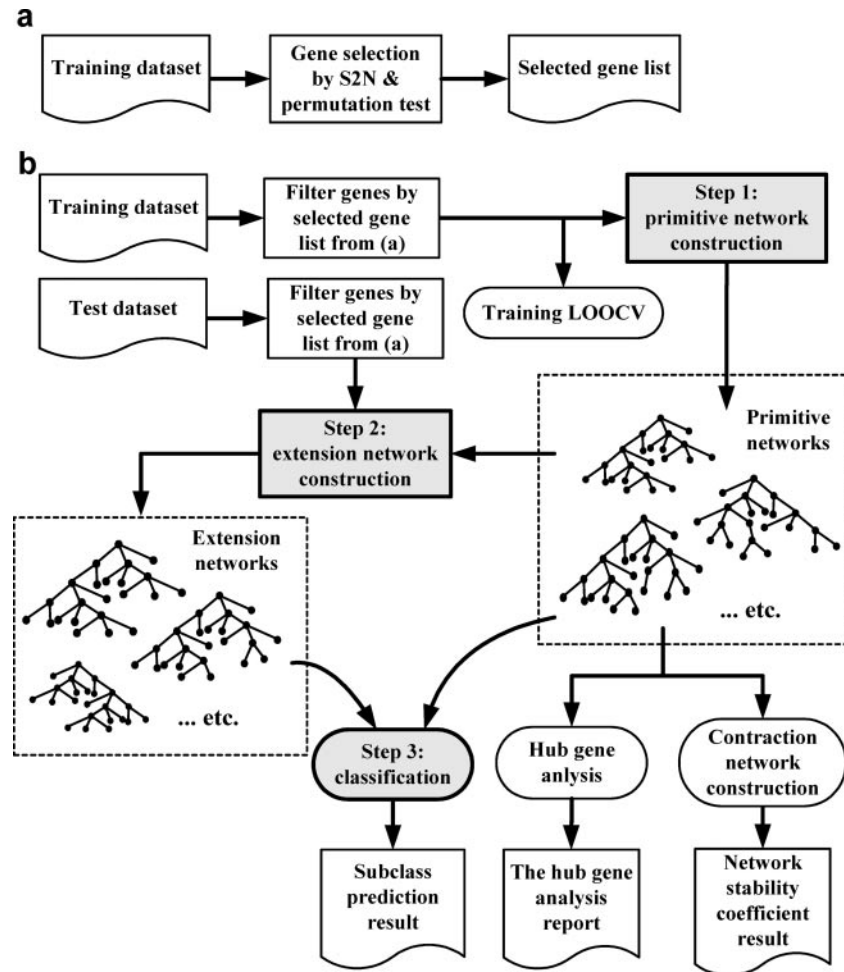 a
Training dataset
Gene selection
by S2N &
permutation test
Selected gene list
b
Training dataset
Filter genes by
selected gene
list from (a)
Step 1:
primitive network
construction
Test dataset
Filter genes by
selected gene
list from (a)
Training LOOCV
Step 2:
extension network
construction
Primitive
networks
... etc.
Extension
networks
... etc.
Step 3:
classification
Hub gene
anlysis
Contraction
network
construction
Subclass
prediction
result
The hub gene
analysis
report
Network
stability
coefficient
result